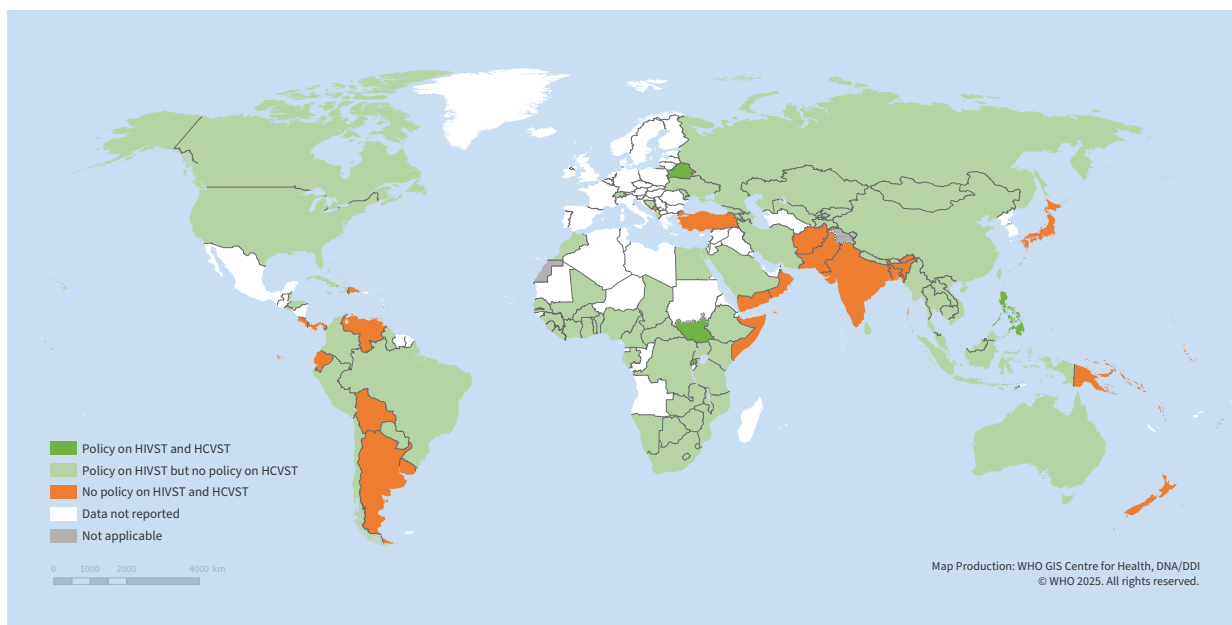 Policy on HIVST and HCVST
Policy on HIVST but no policy on HCVST
No policy on HIVST and HCVST
Data not reported
Not applicable
0 1000 2000 4000 km
Map Production: WHO GIS Centre for Health, DNA/DDI
© WHO 2025. All rights reserved.